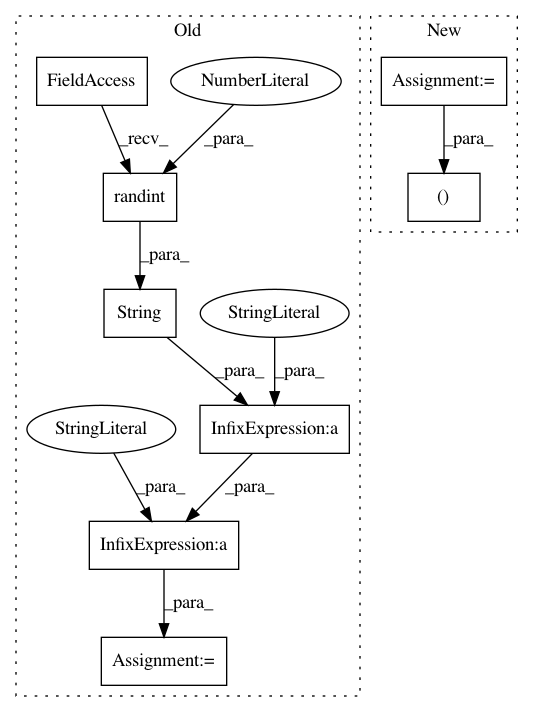 Old
New
FieldAccess
NumberLiteral
Assignment:=
_recv_
_para_
_para_
randint
()
_para_
String
StringLiteral
_para_
_para_
StringLiteral
InfixExpression:a
_para_
_para_
InfixExpression:a
_para_
Assignment:=